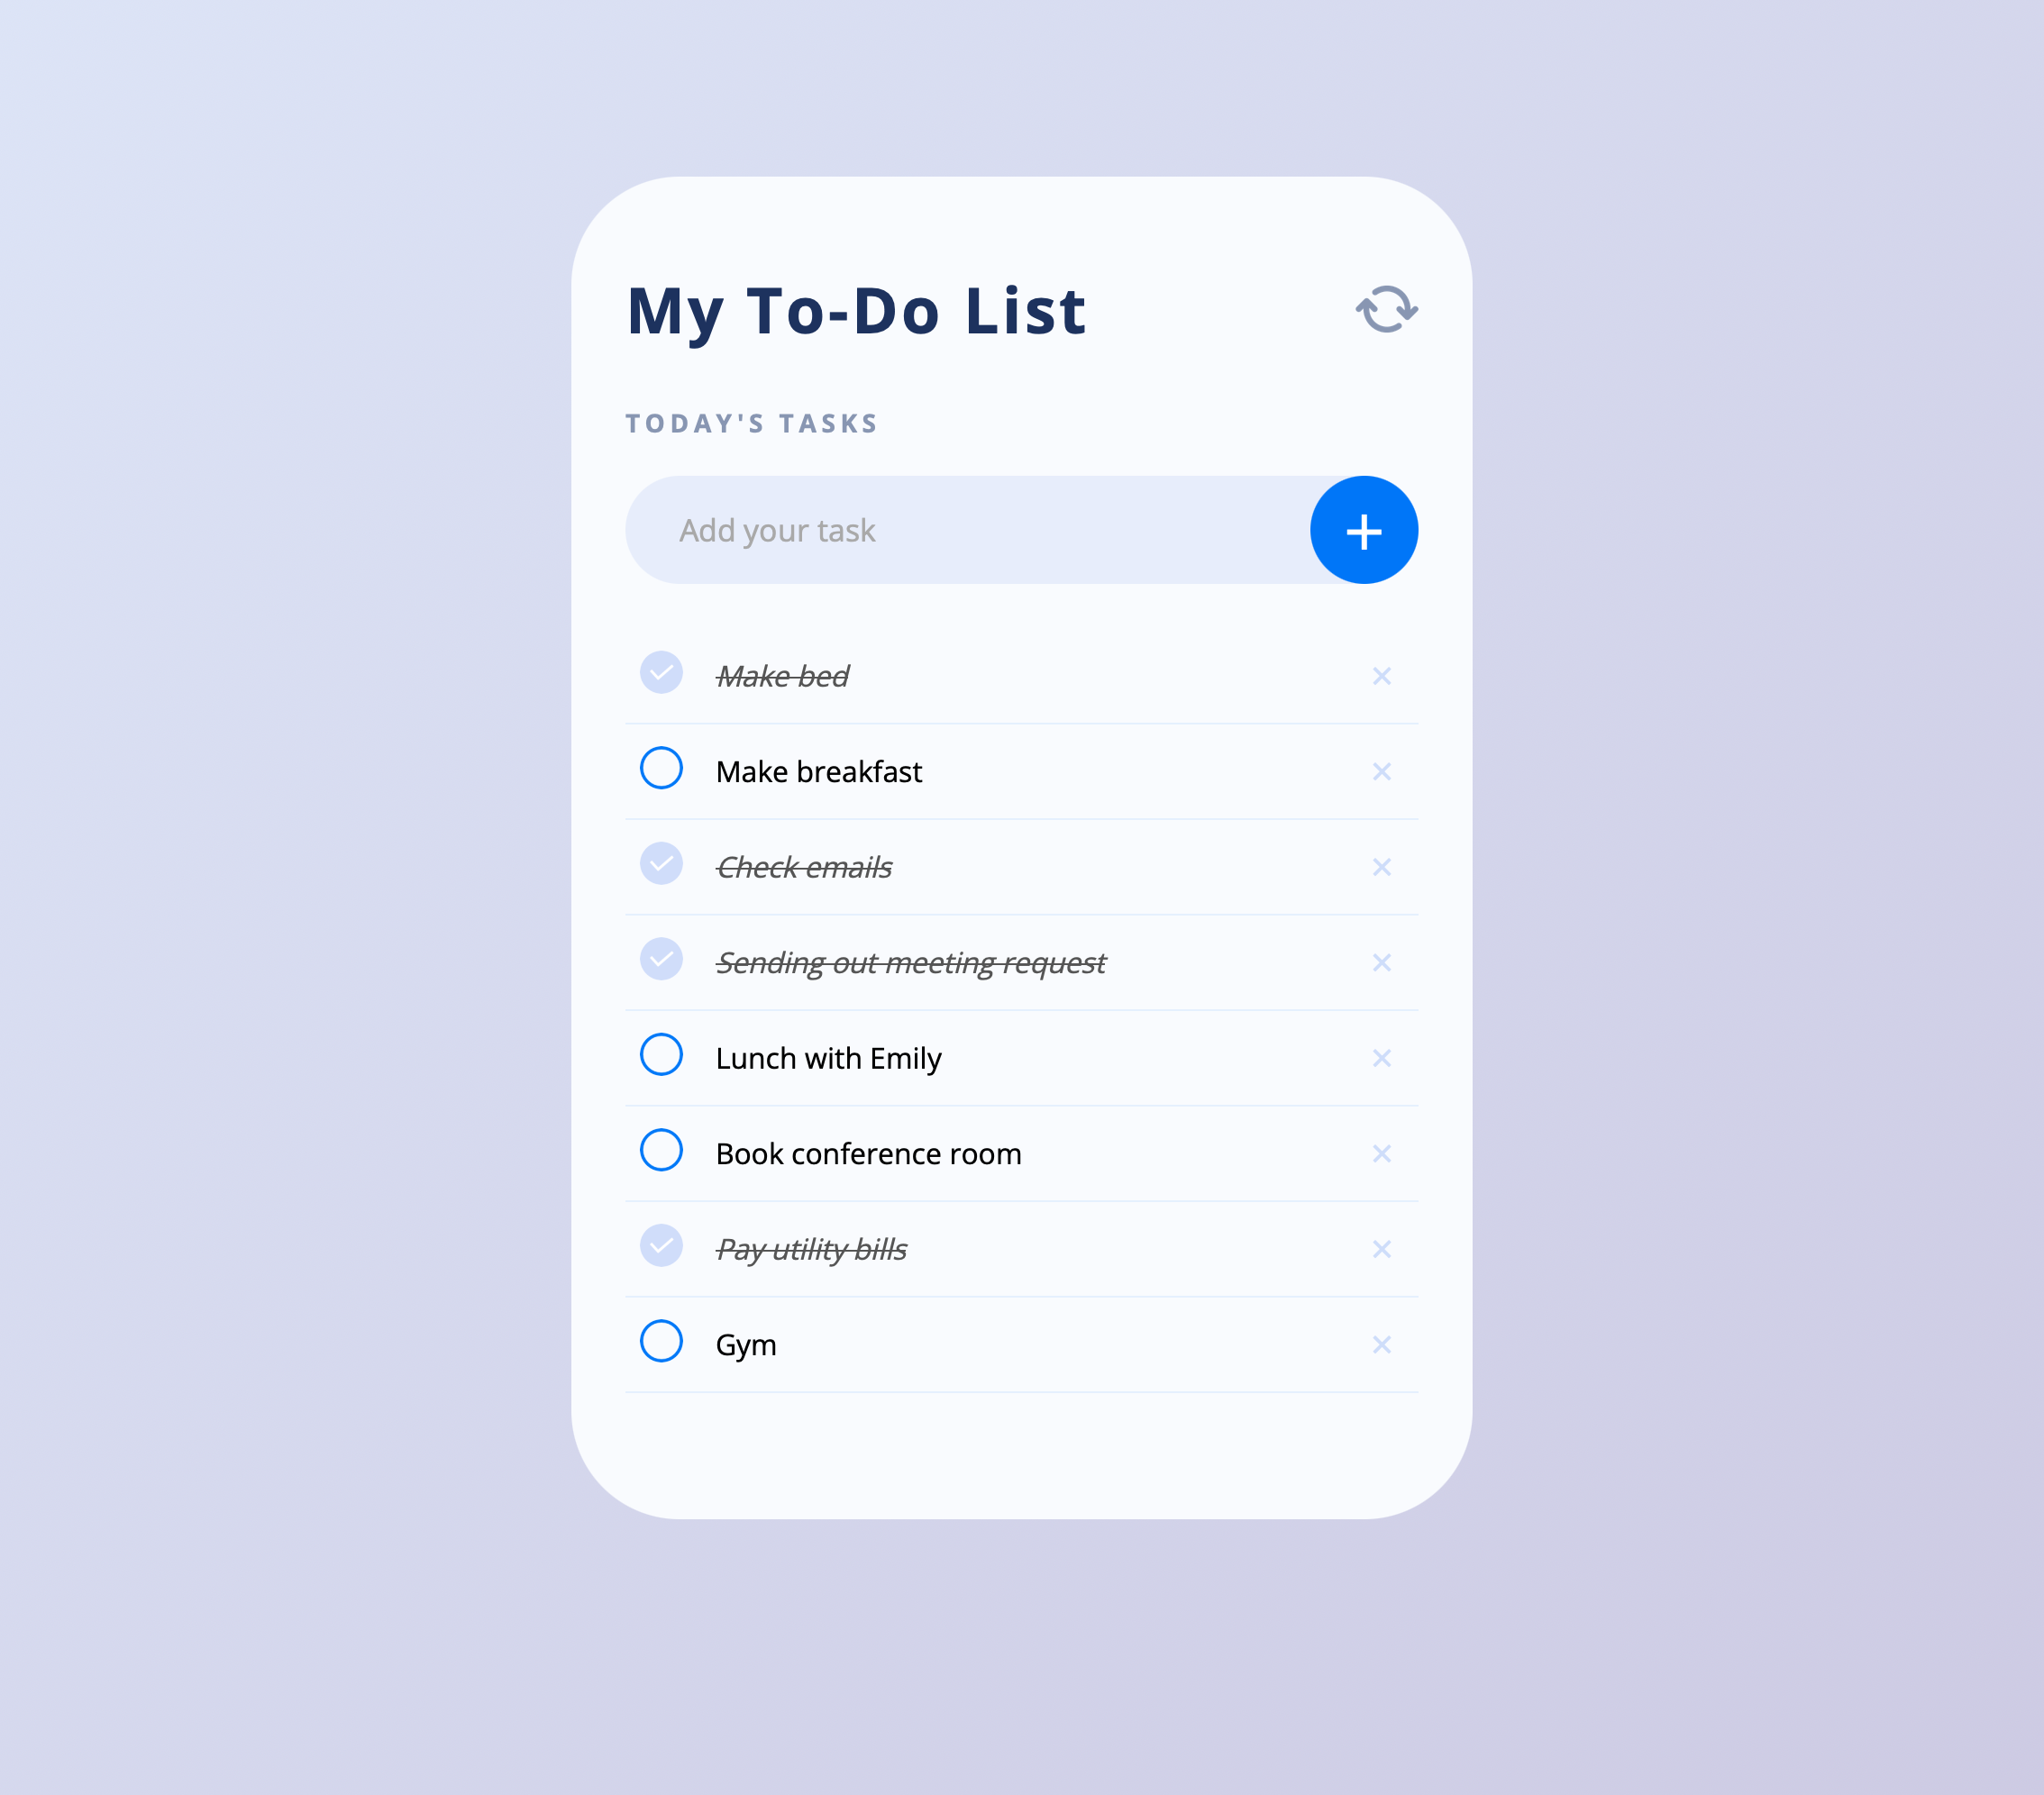 My To-Do List
TODAY'S TASKS
Add your task
Make bed
Make breakfast
Check emails
Sending out meeting request
Lunch with Emily
Book conference room
Pay utility bills
Gym